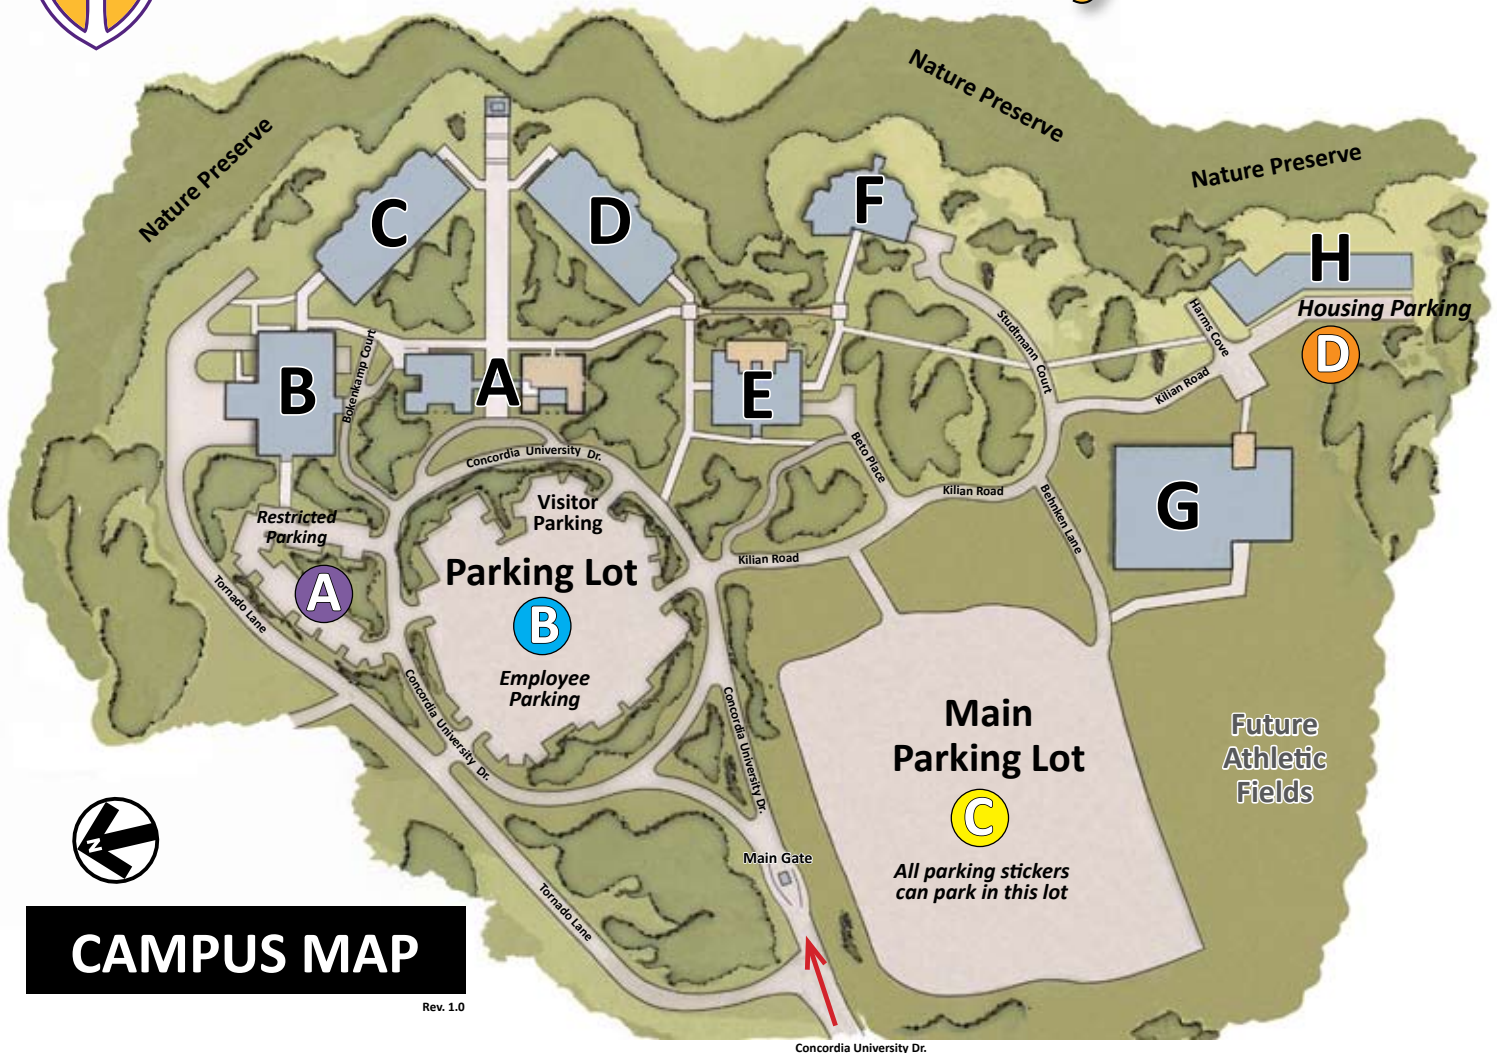 Nature Preserve
Nature Preserve
Nature Preserve
C
D
F
H
Housing Parking
D
Harms Cove
Studtmann Court
Kilian Road
B
Bokenkamp Court
A
E
Beto Place
Concordia University Dr.
Kilian Road
Behnken Lane
G
Visitor
Parking
Restricted
Parking
A
Parking Lot
B
Employee
Parking
Kilian Road
Tornado Lane
Concordia University Dr.
Concordia University Dr.
Main
Parking Lot
C
All parking stickers
can park in this lot
Future
Athletic
Fields
Main Gate
Tornado Lane
N
CAMPUS MAP
Rev. 1.0
Concordia University Dr.